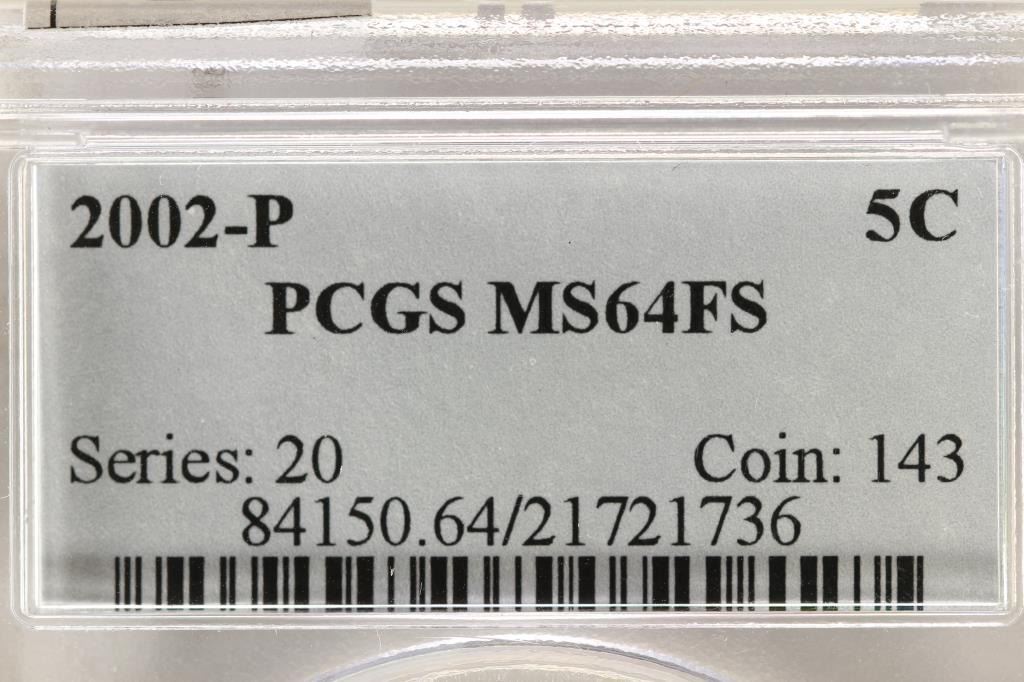 2002-P 5C
PCGS MS64FS
Series: 20 Coin: 143
84150.64/21721736